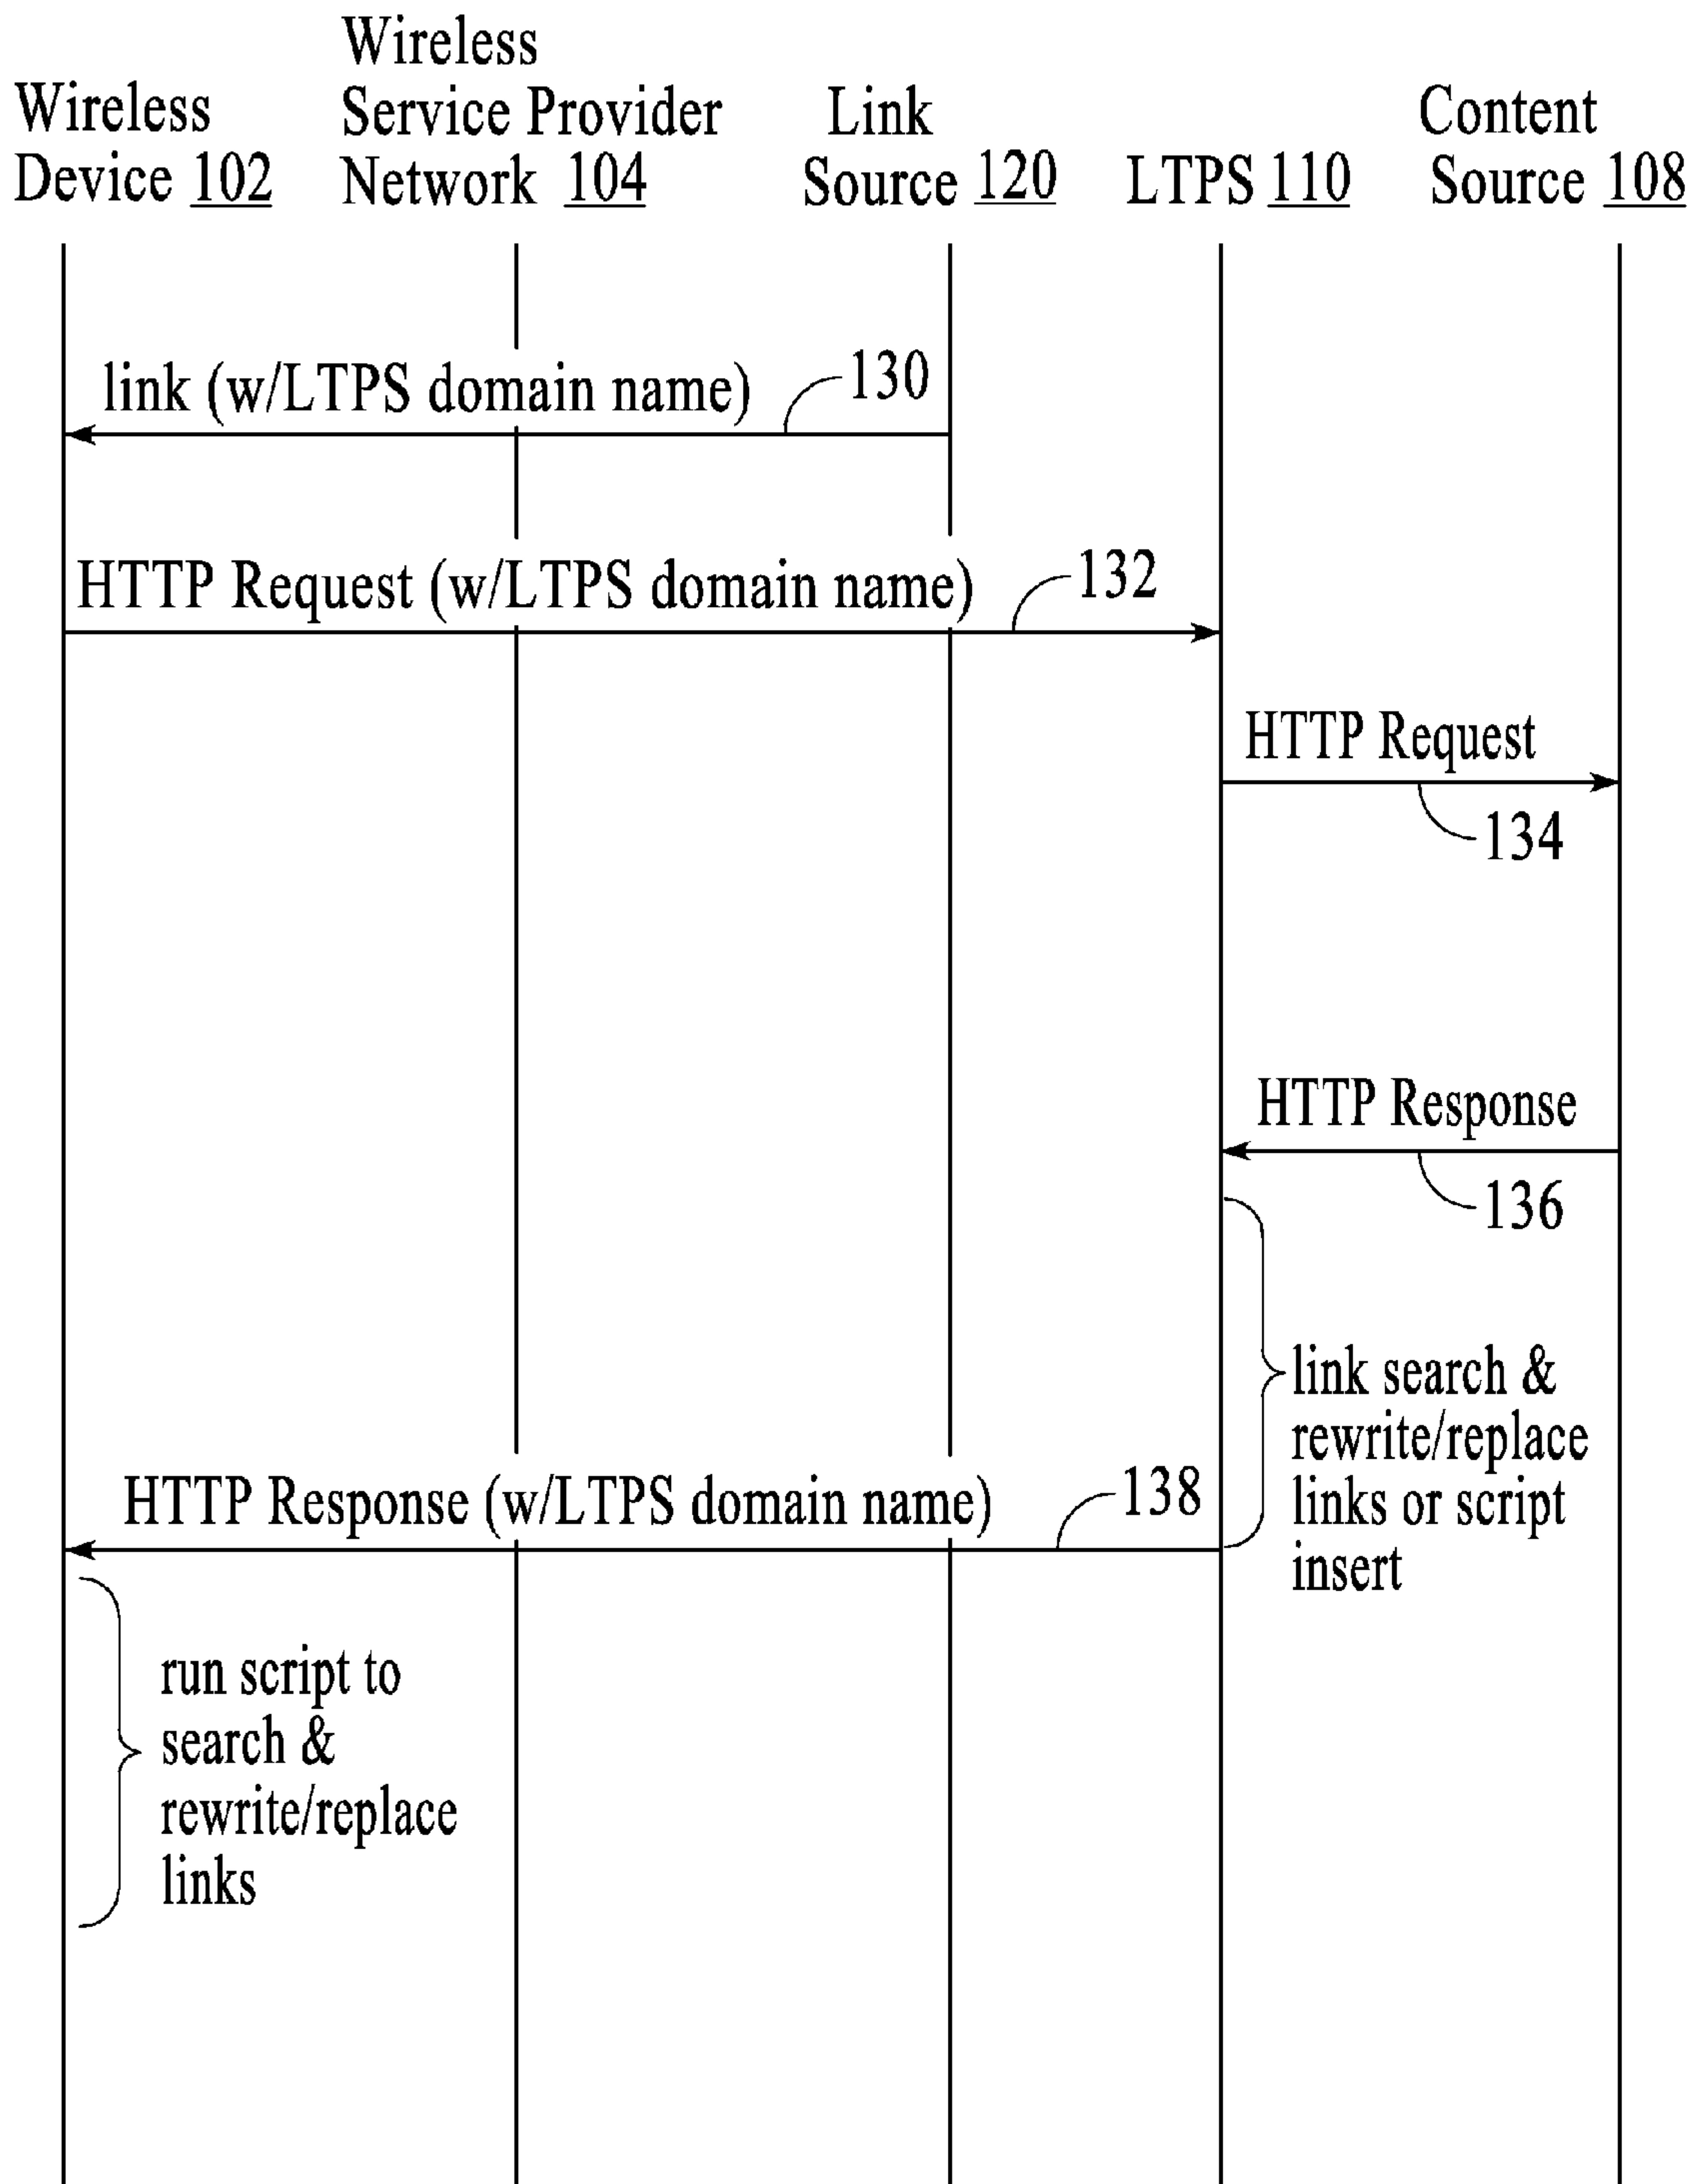 Wireless
Device 102
Wireless
Service Provider
Network 104
Link
Source 120
LTPS 110
Content
Source 108
link (w/LTPS domain name)
130
HTTP Request (w/LTPS domain name)
132
HTTP Request
134
HTTP Response
136
link search &
rewrite/replace
links or script
insert
HTTP Response (w/LTPS domain name)
138
run script to
search &
rewrite/replace
links